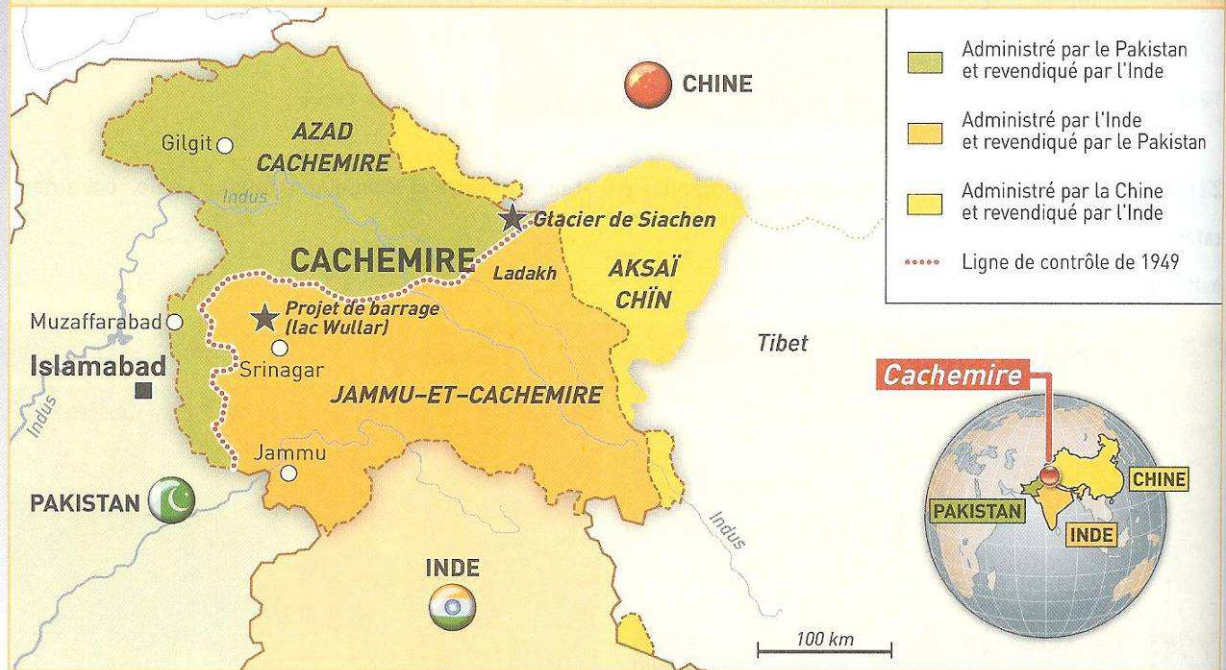 CHINE
Gilgit
AZAD
CACHEMIRE
Indus
Glacier de Siachen
CACHEMIRE
Ladakh
AKSAÏ
CHÏN
Muzaffarabad
Projet de barrage
(lac Wullar)
Islamabad
Srinagar
Tibet
JAMMU-ET-CACHEMIRE
Indus
Jammu
PAKISTAN
Indus
INDE
100 km
Administré par le Pakistan
et revendiqué par l'Inde
Administré par l'Inde
et revendiqué par le Pakistan
Administré par la Chine
et revendiqué par l'Inde
Ligne de contrôle de 1949
Cachemire
CHINE
PAKISTAN
INDE